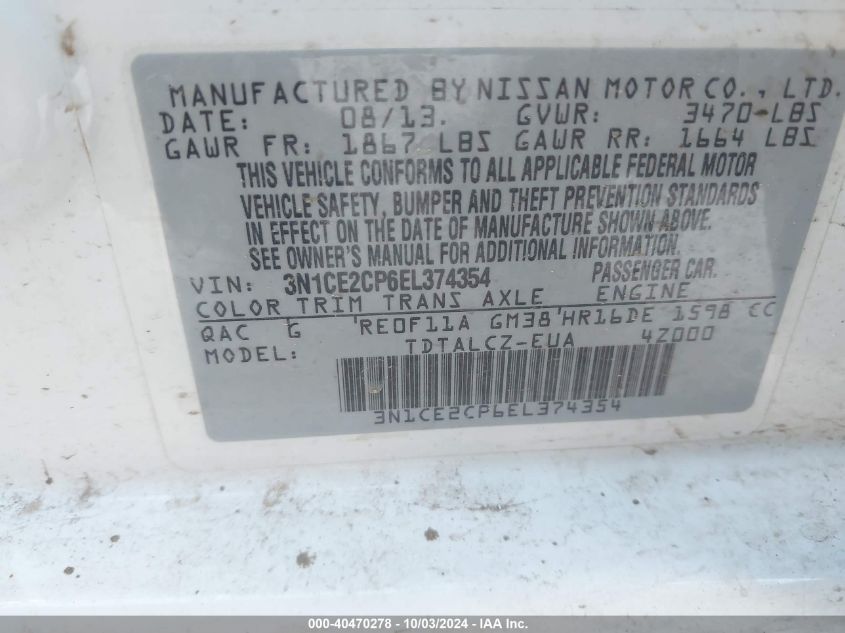 MANUFACTURED BY NISSAN MOTOR CO., LTD.
DATE: 08/13. GVWR: 3470 LBS
GAWR FR: 1867 LBS GAWR RR: 1664 LBS
THIS VEHICLE CONFORMS TO ALL APPLICABLE FEDERAL MOTOR
VEHICLE SAFETY, BUMPER AND THEFT PREVENTION STANDARDS
IN EFFECT ON THE DATE OF MANUFACTURE SHOWN ABOVE.
SEE OWNER'S MANUAL FOR ADDITIONAL INFORMATION.
VIN: 3N1CE2CP6EL374354 PASSENGER CAR.
COLOR TRIM TRANS AXLE ENGINE
QAC G RE0F11A GM38 HR16DE 1598 CC
MODEL: TDTALCZ-EUA 4Z000
3N1CE2CP6EL374354
000-40470278 - 10/03/2024 - IAA Inc.